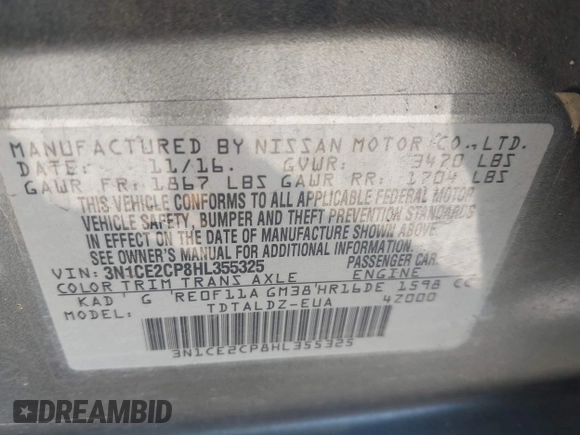 MANUFACTURED BY NISSAN MOTOR CO., LTD.
DATE: 11/16. GVWR: 3470 LBS
GAWR FR: 1867 LBS GAWR RR: 1704 LBS
THIS VEHICLE CONFORMS TO ALL APPLICABLE FEDERAL MOTOR
VEHICLE SAFETY, BUMPER AND THEFT PREVENTION STANDARDS
IN EFFECT ON THE DATE OF MANUFACTURE SHOWN ABOVE.
SEE OWNER'S MANUAL FOR ADDITIONAL INFORMATION.
VIN: 3N1CE2CP8HL355325 PASSENGER CAR
COLOR TRIM TRANS AXLE ENGINE
KAD G RE0F11A GM38 HR16DE 1598 CC
MODEL: TDTALDZ-EUA 4Z000
3N1CE2CP8HL355325
DREAMBID